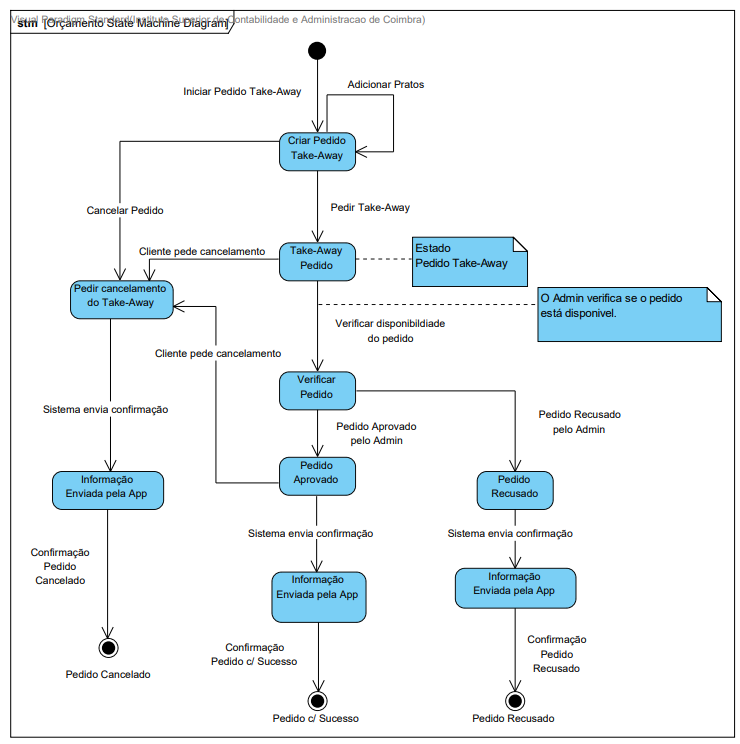 Visual Paradigm Standard(Instituto Superior de Contabilidade e Administracao de Coimbra)
stm [Orçamento State Machine Diagram]
Adicionar Pratos
Iniciar Pedido Take-Away
Criar Pedido
Take-Away
Cancelar Pedido
Pedir Take-Away
Cliente pede cancelamento
Take-Away
Pedido
Estado
Pedido Take-Away
Pedir cancelamento
do Take-Away
O Admin verifica se o pedido
está disponivel.
Verificar disponibildiade
do pedido
Cliente pede cancelamento
Verificar
Pedido
Sistema envia confirmação
Pedido Aprovado
pelo Admin
Pedido Recusado
pelo Admin
Informação
Enviada pela App
Pedido
Aprovado
Pedido
Recusado
Sistema envia confirmação
Sistema envia confirmação
Confirmação
Pedido
Cancelado
Informação
Enviada pela App
Informação
Enviada pela App
Confirmação
Pedido c/ Sucesso
Confirmação
Pedido
Recusado
Pedido Cancelado
Pedido c/ Sucesso
Pedido Recusado